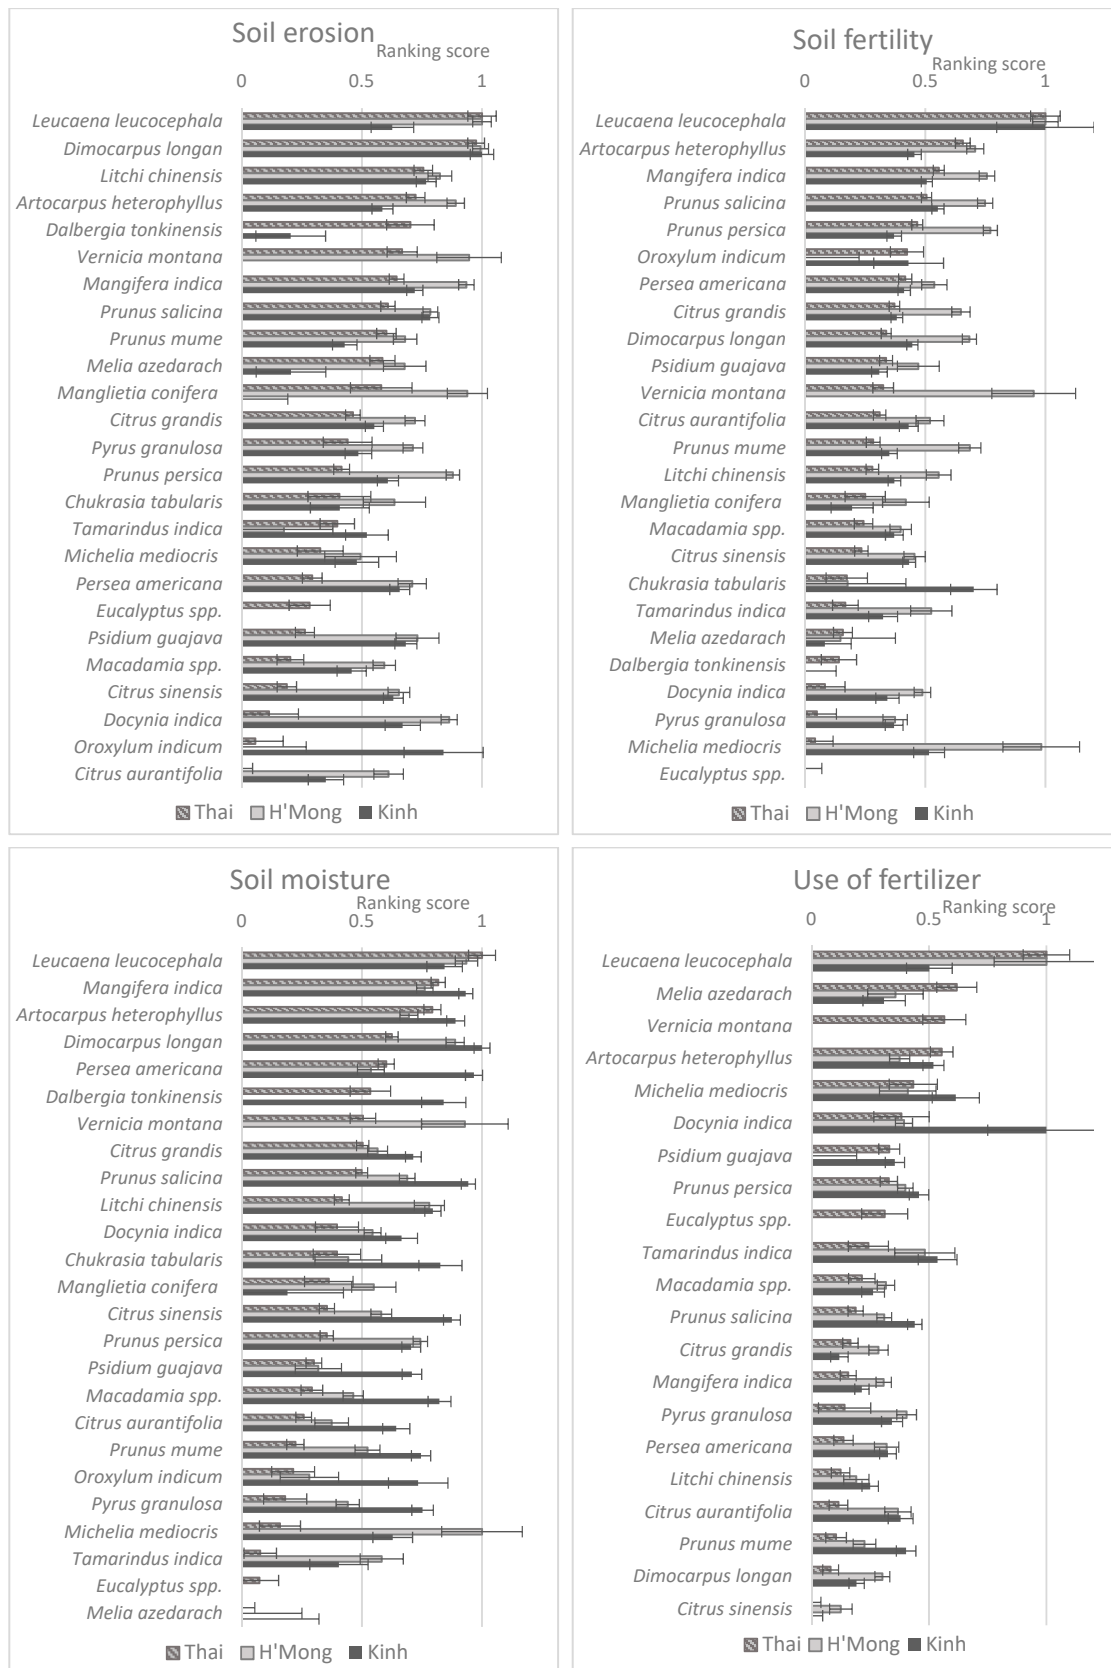 Soil erosion
Ranking score
0 0.5 1
Leucaena leucocephala
Dimocarpus longan
Litchi chinensis
Artocarpus heterophyllus
Dalbergia tonkinensis
Vernicia montana
Mangifera indica
Prunus salicina
Prunus mume
Melia azedarach
Manglietia conifera
Citrus grandis
Pyrus granulosa
Prunus persica
Chukrasia tabularis
Tamarindus indica
Michelia mediocris
Persea americana
Eucalyptus spp.
Psidium guajava
Macadamia spp.
Citrus sinensis
Docynia indica
Oroxylum indicum
Citrus aurantifolia
Thai H'Mong Kinh
Soil fertility
Ranking score
0 0.5 1
Leucaena leucocephala
Artocarpus heterophyllus
Mangifera indica
Prunus salicina
Prunus persica
Oroxylum indicum
Persea americana
Citrus grandis
Dimocarpus longan
Psidium guajava
Vernicia montana
Citrus aurantifolia
Prunus mume
Litchi chinensis
Manglietia conifera
Macadamia spp.
Citrus sinensis
Chukrasia tabularis
Tamarindus indica
Melia azedarach
Dalbergia tonkinensis
Docynia indica
Pyrus granulosa
Michelia mediocris
Eucalyptus spp.
Thai H'Mong Kinh
Soil moisture
Ranking score
0 0.5 1
Leucaena leucocephala
Mangifera indica
Artocarpus heterophyllus
Dimocarpus longan
Persea americana
Dalbergia tonkinensis
Vernicia montana
Citrus grandis
Prunus salicina
Litchi chinensis
Docynia indica
Chukrasia tabularis
Manglietia conifera
Citrus sinensis
Prunus persica
Psidium guajava
Macadamia spp.
Citrus aurantifolia
Prunus mume
Oroxylum indicum
Pyrus granulosa
Michelia mediocris
Tamarindus indica
Eucalyptus spp.
Melia azedarach
Thai H'Mong Kinh
Use of fertilizer
Ranking score
0 0.5 1
Leucaena leucocephala
Melia azedarach
Vernicia montana
Artocarpus heterophyllus
Michelia mediocris
Docynia indica
Psidium guajava
Prunus persica
Eucalyptus spp.
Tamarindus indica
Macadamia spp.
Prunus salicina
Citrus grandis
Mangifera indica
Pyrus granulosa
Persea americana
Litchi chinensis
Citrus aurantifolia
Prunus mume
Dimocarpus longan
Citrus sinensis
Thai H'Mong Kinh